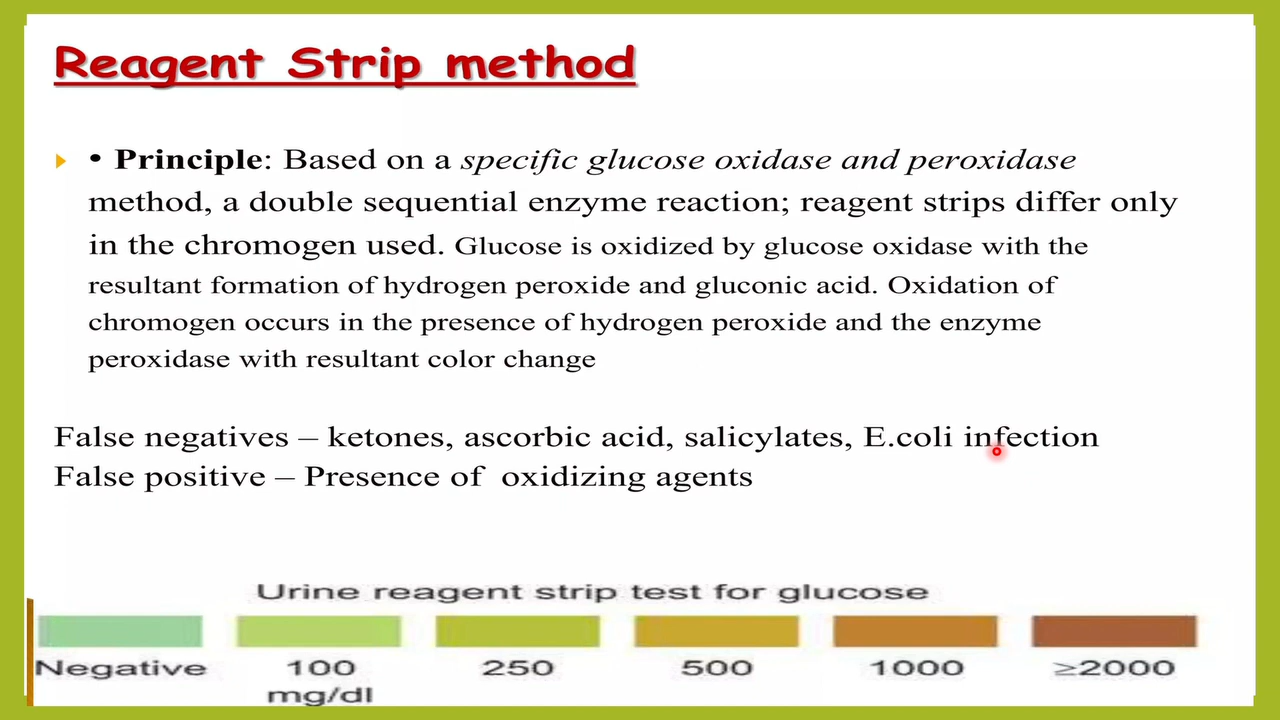 Reagent Strip method
• Principle: Based on a specific glucose oxidase and peroxidase
method, a double sequential enzyme reaction; reagent strips differ only
in the chromogen used. Glucose is oxidized by glucose oxidase with the
resultant formation of hydrogen peroxide and gluconic acid. Oxidation of
chromogen occurs in the presence of hydrogen peroxide and the enzyme
peroxidase with resultant color change
False negatives – ketones, ascorbic acid, salicylates, E.coli infection
False positive – Presence of oxidizing agents
Urine reagent strip test for glucose
Negative 100 250 500 1000 ≥2000
mg/dl